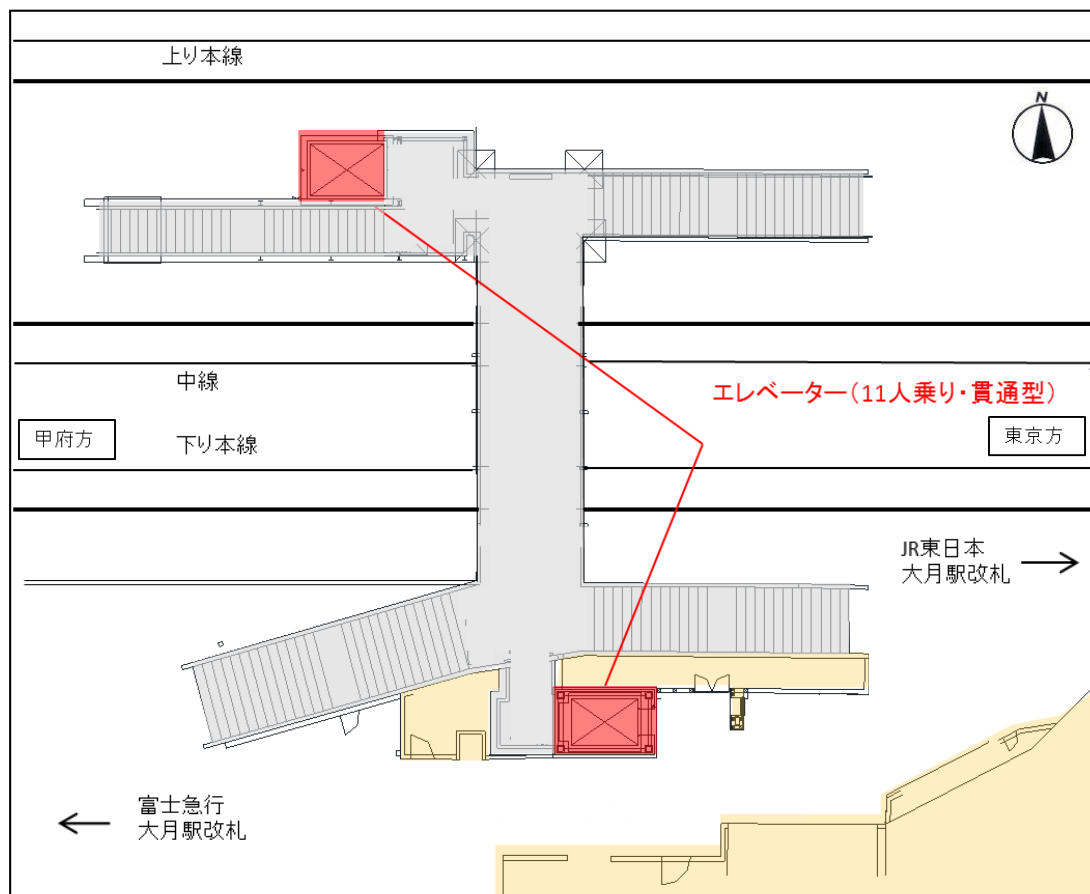 上り本線
N
中線
エレベーター(11人乗り・貫通型)
甲府方
下り本線
東京方
JR東日本
大月駅改札
富士急行
大月駅改札